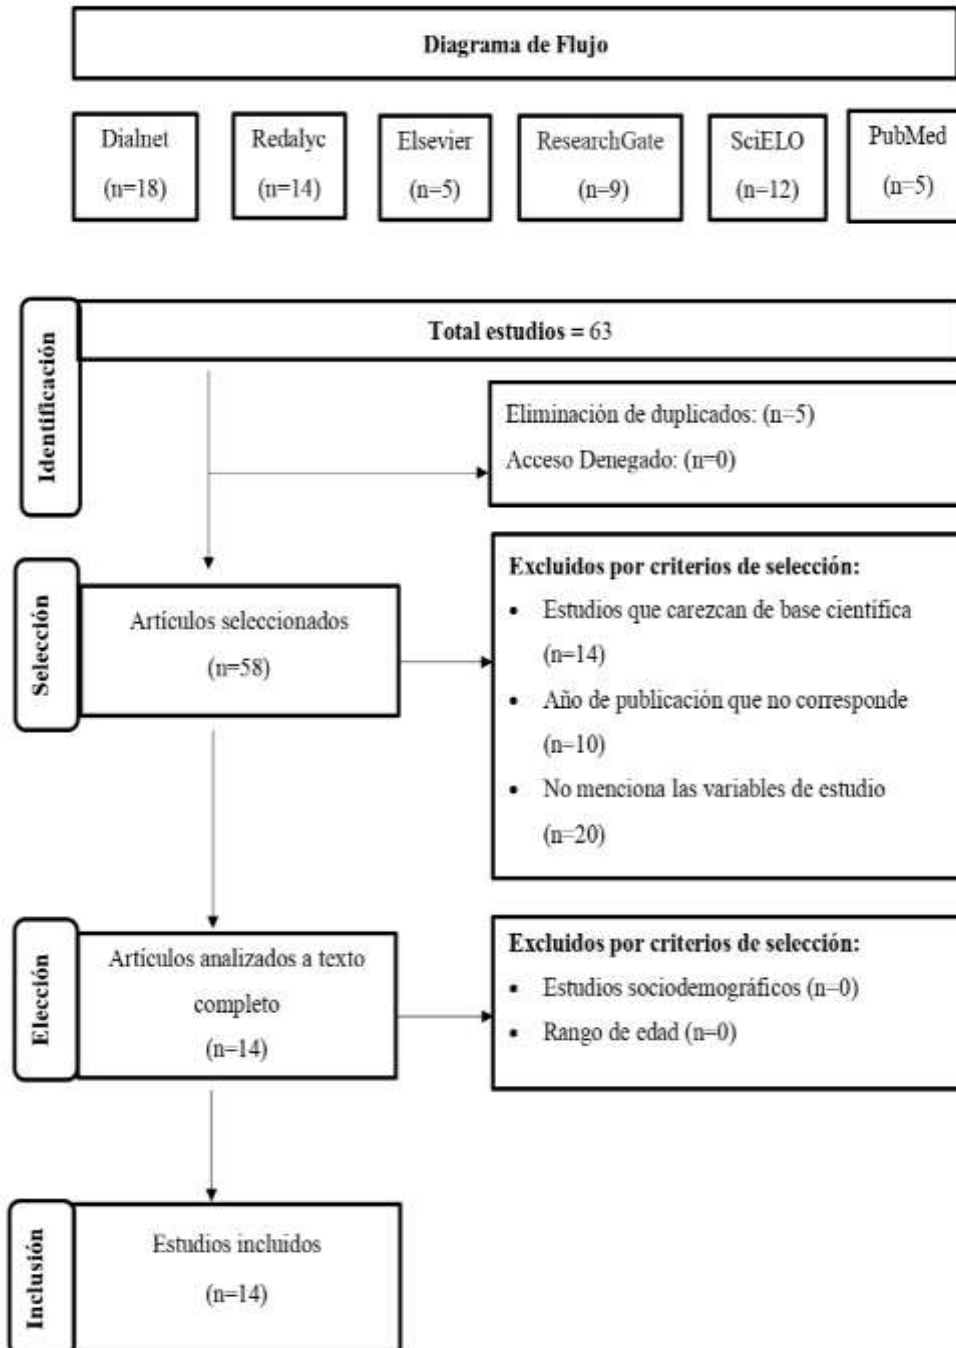 Diagrama de Flujo
Dialnet
(n=18)
Redalyc
(n=14)
Elsevier
(n=5)
ResearchGate
(n=9)
SciELO
(n=12)
PubMed
(n=5)
Identificación
Total estudios = 63
Eliminación de duplicados: (n=5)
Acceso Denegado: (n=0)
Selección
Artículos seleccionados
(n=58)
Excluidos por criterios de selección:
• Estudios que carezcan de base científica
(n=14)
• Año de publicación que no corresponde
(n=10)
• No menciona las variables de estudio
(n=20)
Elección
Artículos analizados a texto
completo
(n=14)
Excluidos por criterios de selección:
• Estudios sociodemográficos (n=0)
• Rango de edad (n=0)
Inclusión
Estudios incluidos
(n=14)